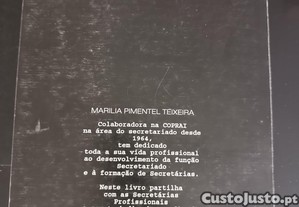 MARILIA PIMENTEL TEIXEIRA
Colaboradora na COPRAI
na área do secretariado desde
1964,
tem dedicado
toda a sua vida profissional
ao desenvolvimento da função
Secretariado
e à formação de Secretárias.
Neste livro partilha
com as Secretárias
Profissionais
CustoJusto.pt